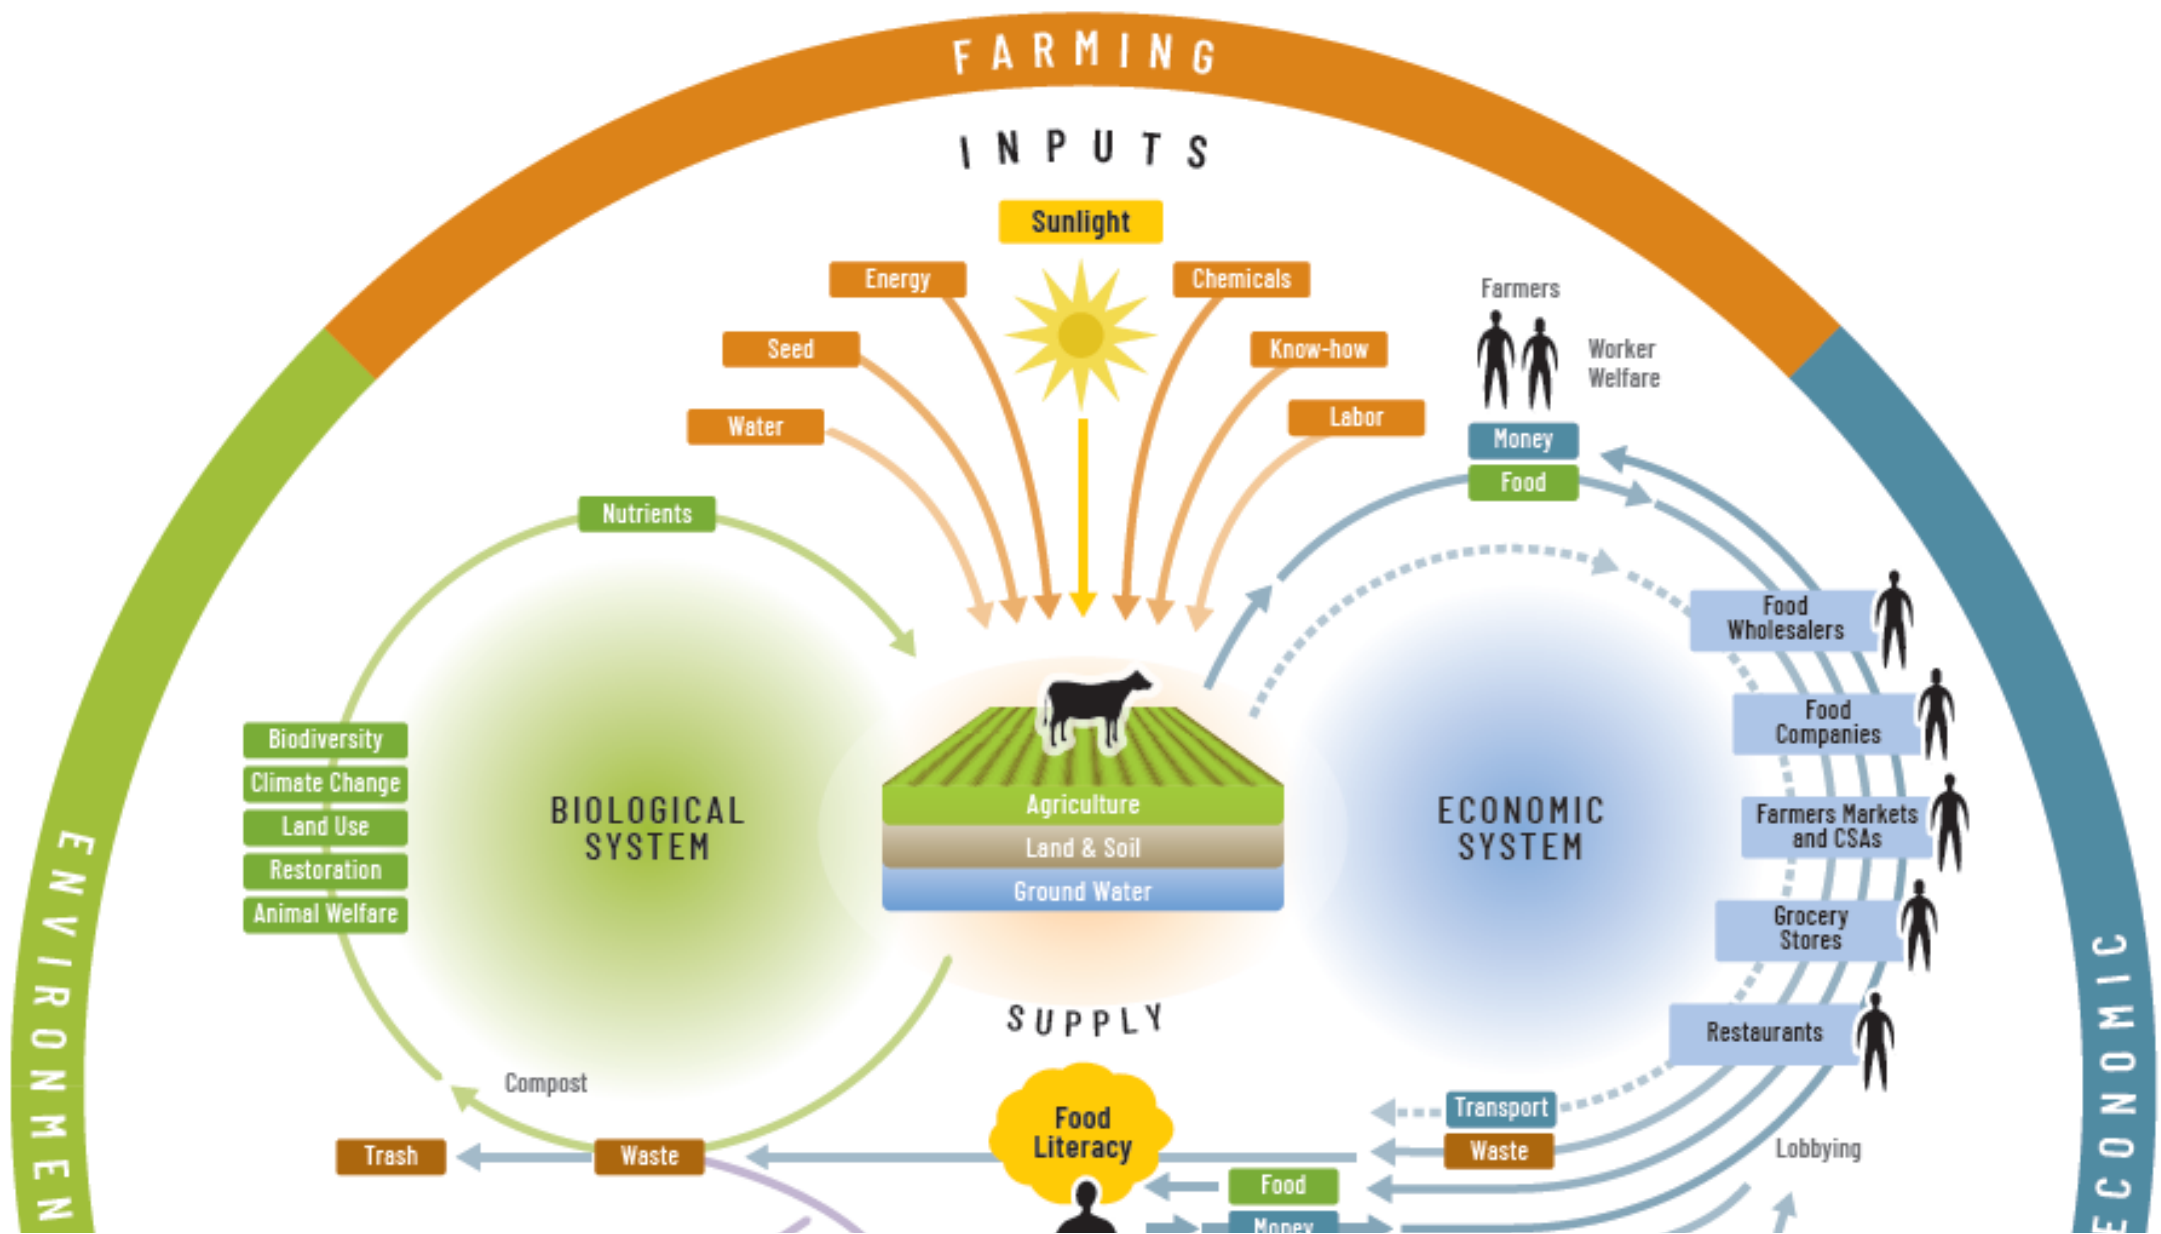 FARMING
INPUTS
Sunlight
Energy
Chemicals
Seed
Know-how
Water
Labor
Farmers
Worker
Welfare
Money
Food
Nutrients
Food
Wholesalers
Food
Companies
Farmers Markets
and CSAs
Grocery
Stores
Restaurants
Biodiversity
Climate Change
Land Use
Restoration
Animal Welfare
BIOLOGICAL
SYSTEM
Agriculture
Land & Soil
Ground Water
ECONOMIC
SYSTEM
SUPPLY
Compost
Trash
Waste
Food
Literacy
Transport
Waste
Food
Money
Lobbying
ENVIRONMEN
ECONOMIC